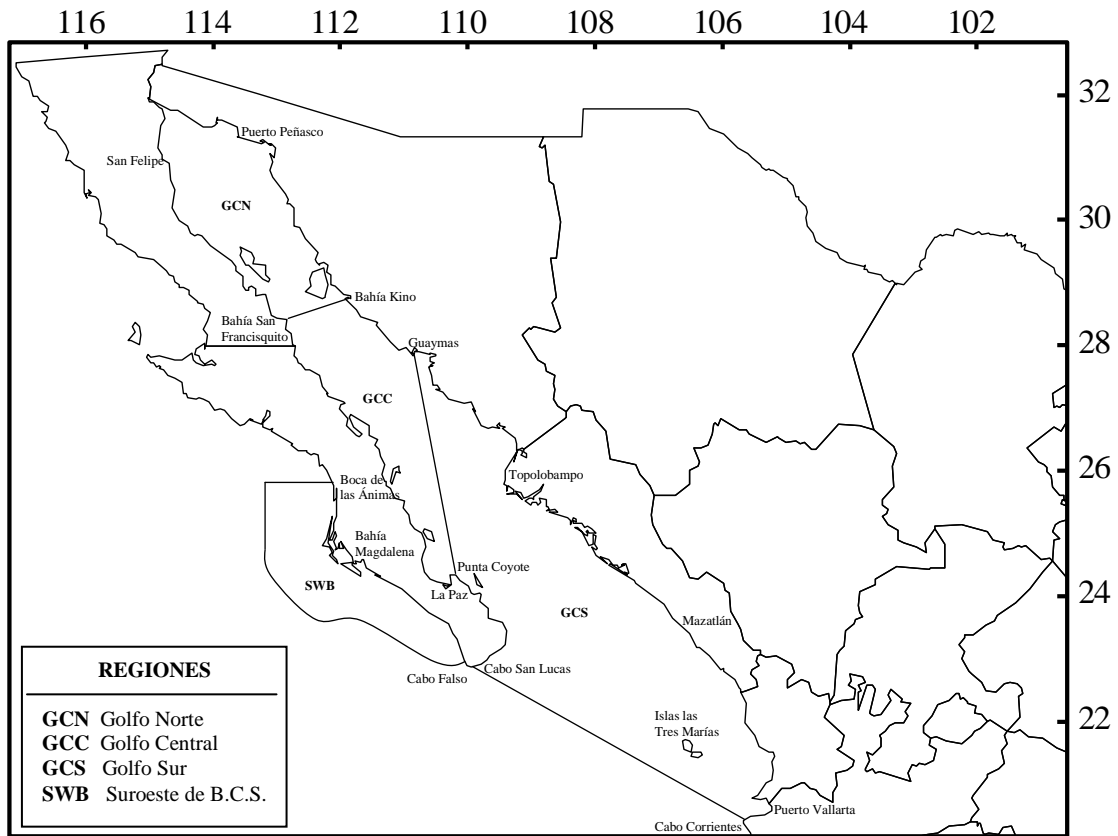 116 114 112 110 108 106 104 102
32
Puerto Peñasco
San Felipe
GCN
30
Bahía Kino
Bahía San
Francisquito
Guaymas
28
GCC
Topolobampo
26
Boca de
las Ánimas
Bahía
Magdalena
Punta Coyote
SWB
La Paz
24
GCS
Mazatlán
Cabo San Lucas
Cabo Falso
REGIONES
GCN Golfo Norte
GCC Golfo Central
GCS Golfo Sur
SWB Suroeste de B.C.S.
Islas las
Tres Marías
22
Puerto Vallarta
Cabo Corrientes